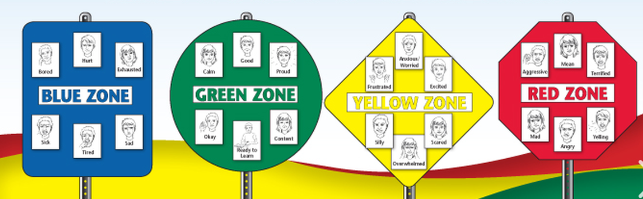 Bored
Hurt
Exhausted
BLUE ZONE
Sick
Tired
Sad
Calm
Good
Proud
GREEN ZONE
Okay
Ready to
Learn
Content
Frustrated
Anxious/
Worried
Excited
YELLOW ZONE
Silly
Overwhelmed
Scared
Aggressive
Mean
Terrified
RED ZONE
Mad
Angry
Yelling